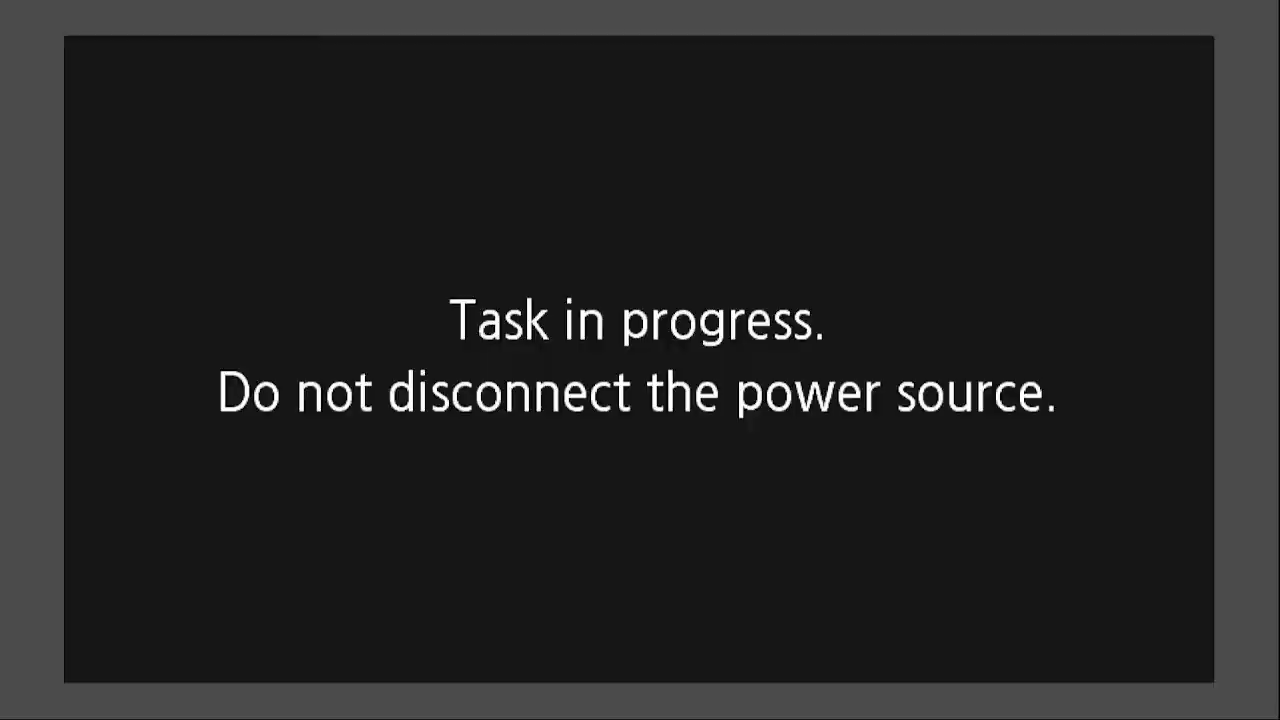 Task in progress.
Do not disconnect the power source.